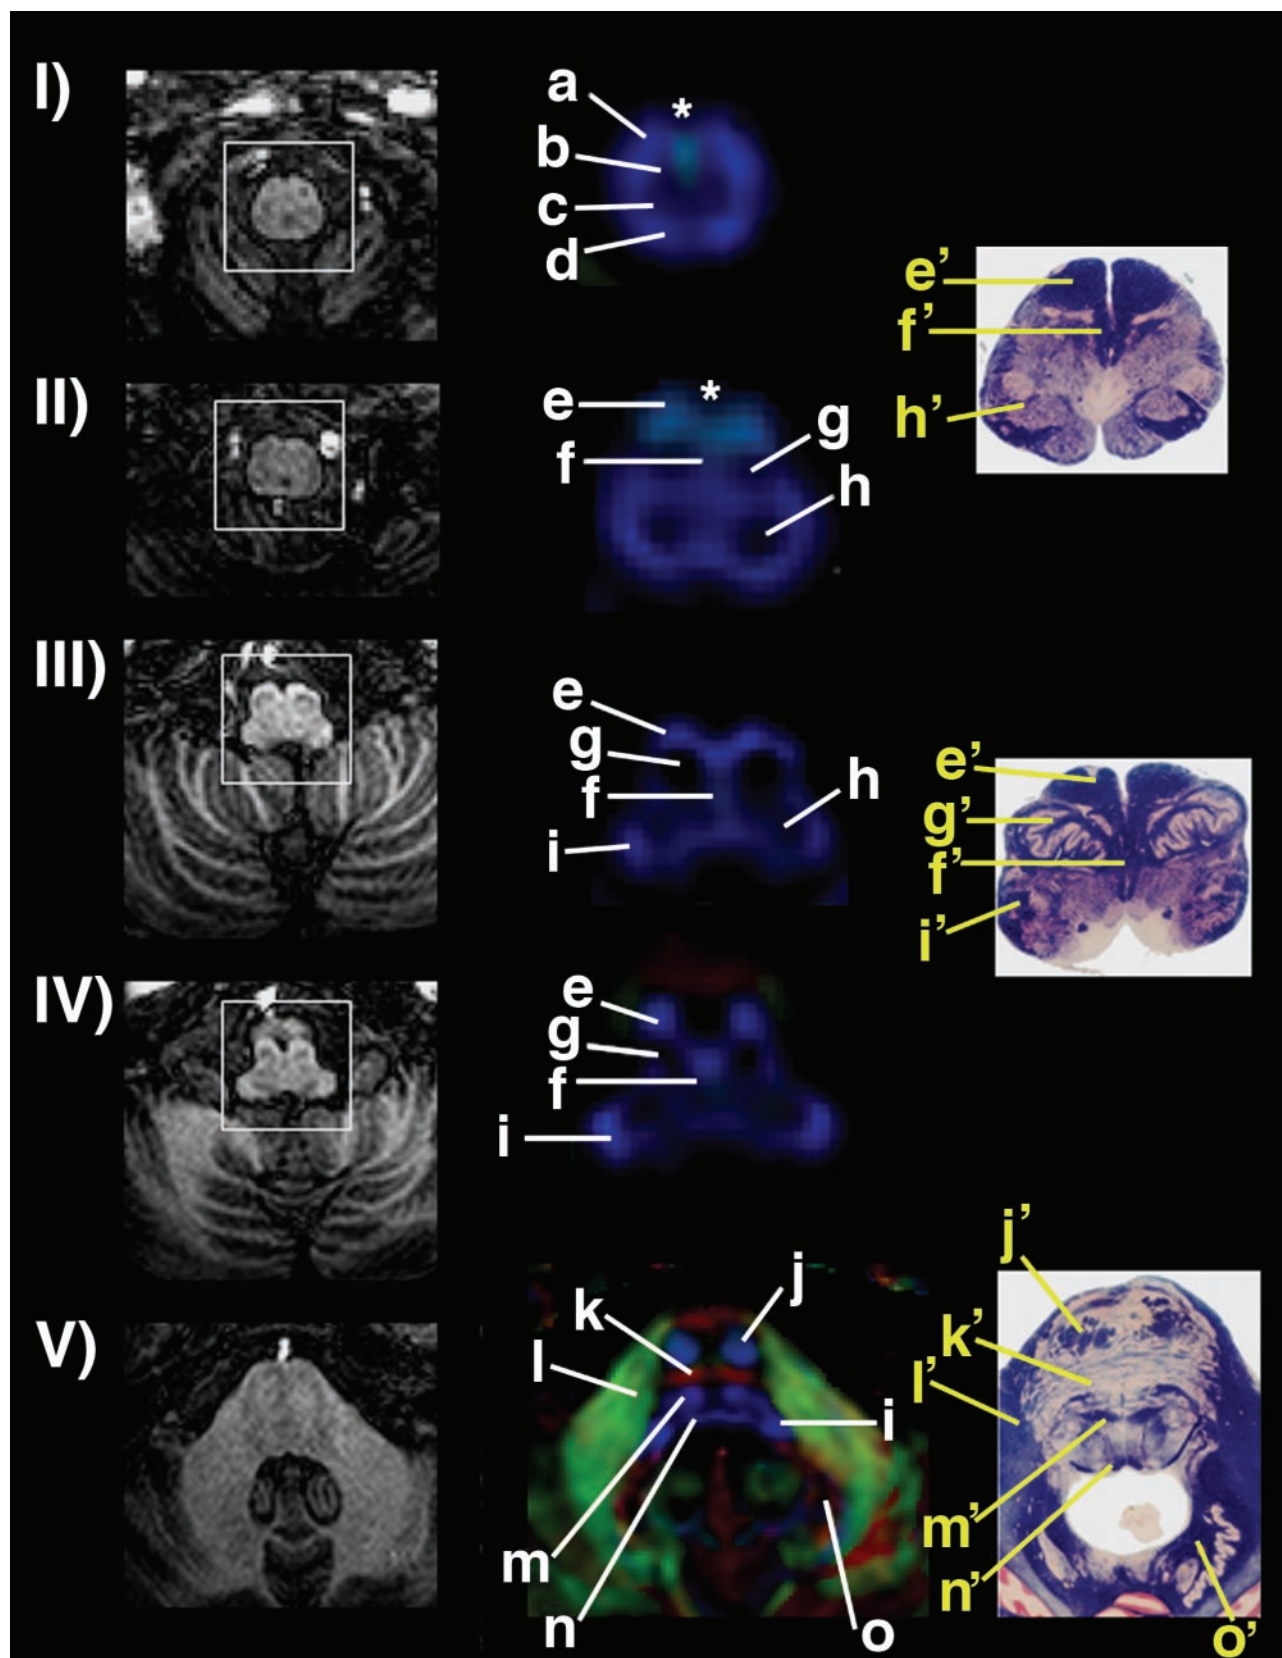 I)
a
*
b
c
d
e’
f’
h’
II)
e
*
f
g
h
III)
e
g
f
h
i
e’
g’
f’
i’
IV)
e
g
f
i
V)
k
j
l
i
m
n
o
j’
k’
l’
m’
n’
o’